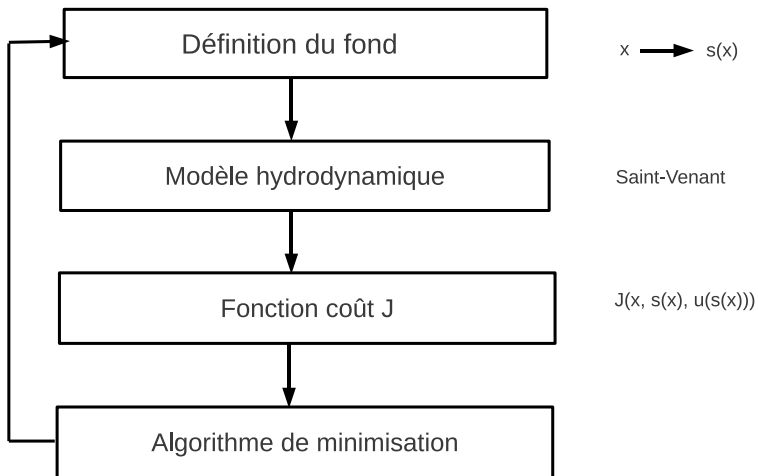 Définition du fond
x s(x)
Modèle hydrodynamique
Saint-Venant
Fonction coût J
J(x, s(x), u(s(x)))
Algorithme de minimisation